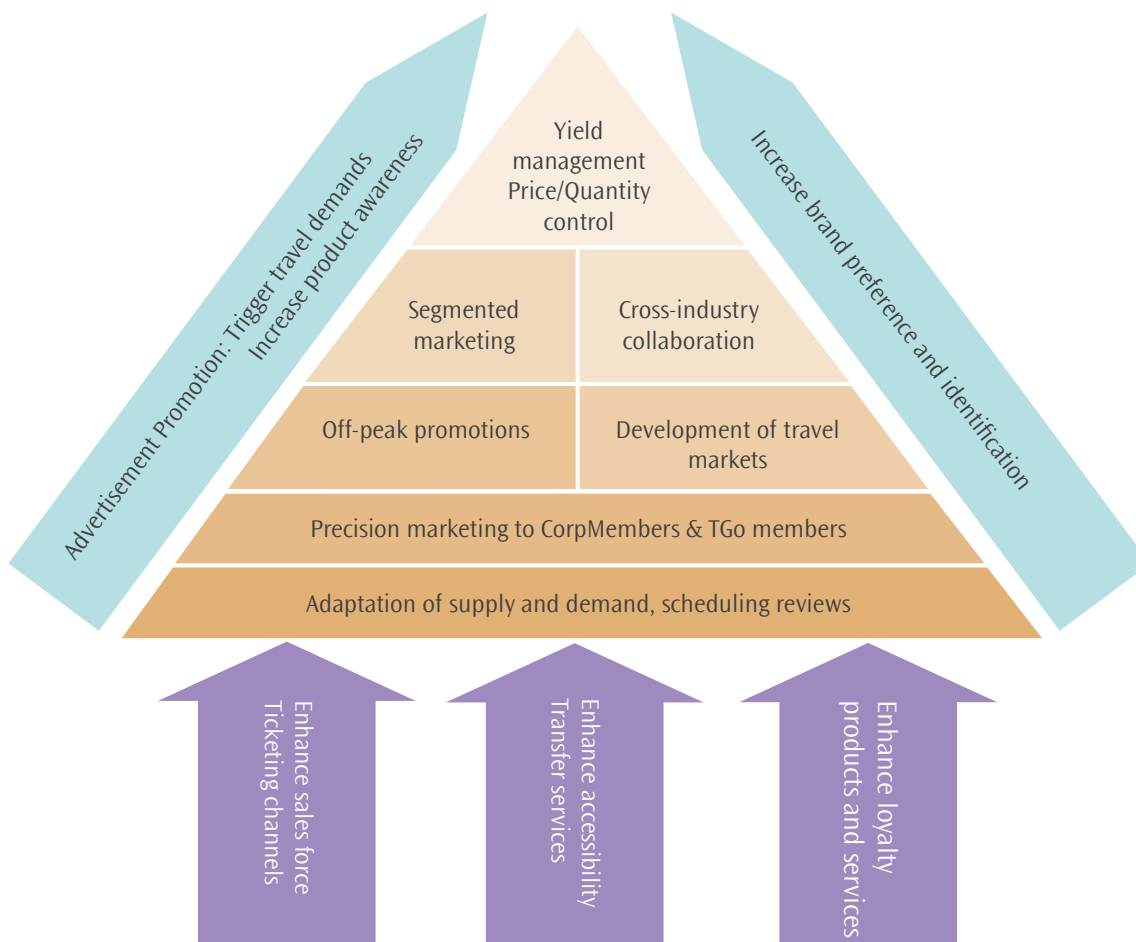 Yield
management
Price/Quantity
control
Segmented
marketing
Cross-industry
collaboration
Off-peak promotions
Development of travel
markets
Precision marketing to CorpMembers & TGo members
Adaptation of supply and demand, scheduling reviews
Advertisement Promotion: Trigger travel demands
Increase product awareness
Increase brand preference and identification
Enhance sales force
Ticketing channels
Enhance accessibility
Transfer services
Enhance loyalty
products and services